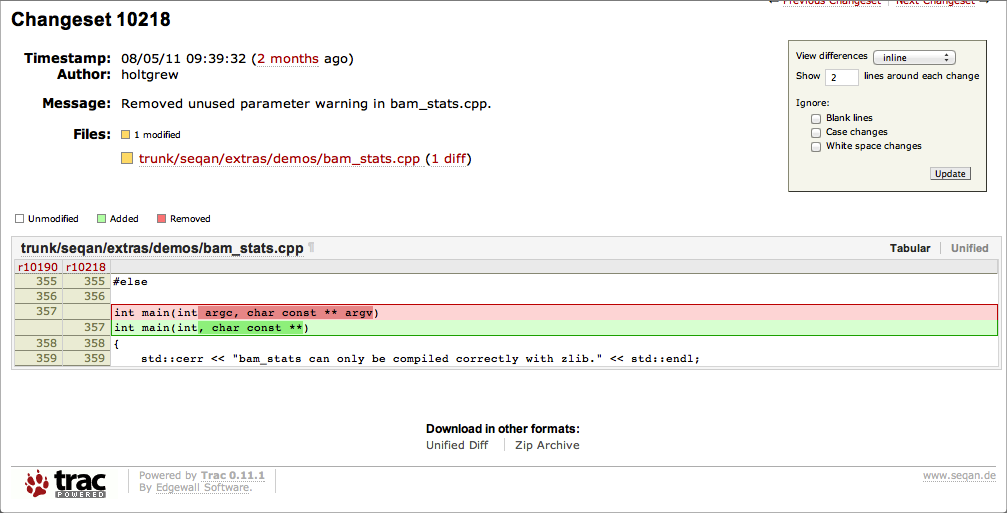 ← Previous Changeset | Next Changeset →
Changeset 10218
Timestamp: 08/05/11 09:39:32 (2 months ago)
Author: holtgrew
Message: Removed unused parameter warning in bam_stats.cpp.
Files: 1 modified
trunk/seqan/extras/demos/bam_stats.cpp (1 diff)
View differences inline
Show 2 lines around each change
Ignore:
Blank lines
Case changes
White space changes
Update
Unmodified Added Removed
trunk/seqan/extras/demos/bam_stats.cpp ¶ Tabular | Unified
r10190 r10218
355 355 #else
356 356
357 int main(int argc, char const ** argv)
357 int main(int, char const **)
358 358 {
359 359 std::cerr << "bam_stats can only be compiled correctly with zlib." << std::endl;
Download in other formats:
Unified Diff | Zip Archive
trac
POWERED
Powered by Trac 0.11.1
By Edgewall Software.
www.seqan.de